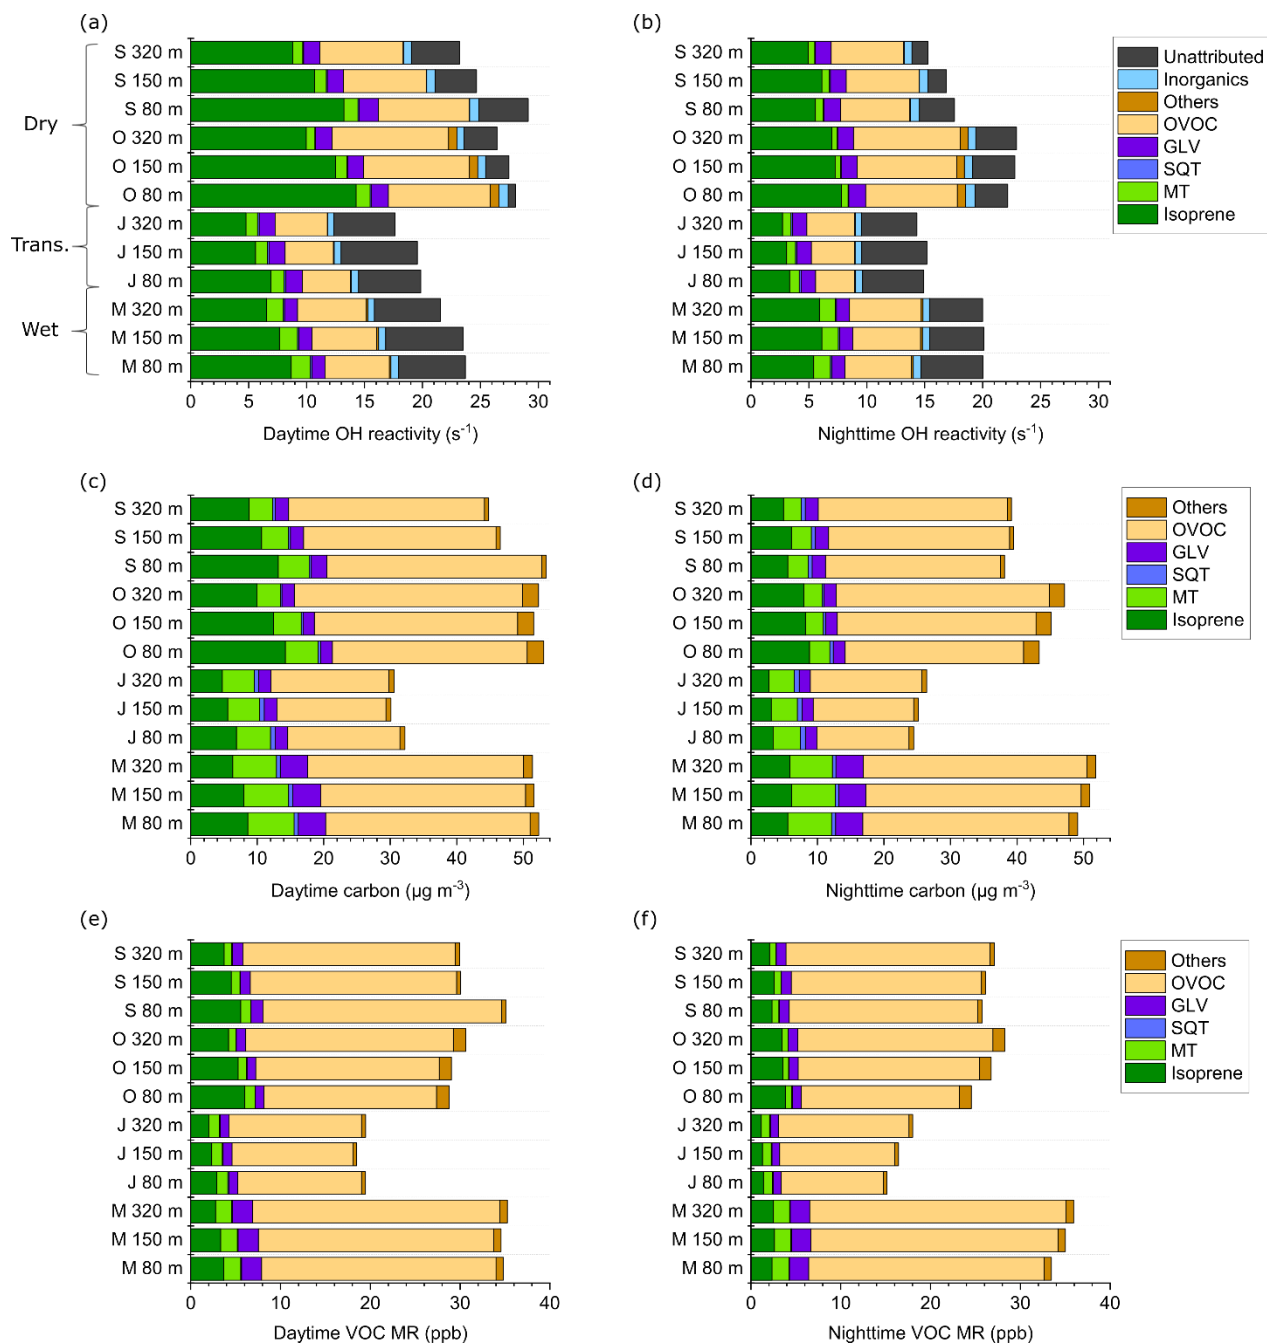 (a)
S 320 m
S 150 m
S 80 m
O 320 m
O 150 m
O 80 m
J 320 m
J 150 m
J 80 m
M 320 m
M 150 m
M 80 m
Dry
Trans.
Wet
0 5 10 15 20 25 30
Daytime OH reactivity (s⁻¹)
(b)
S 320 m
S 150 m
S 80 m
O 320 m
O 150 m
O 80 m
J 320 m
J 150 m
J 80 m
M 320 m
M 150 m
M 80 m
0 5 10 15 20 25 30
Nighttime OH reactivity (s⁻¹)
Unattributed
Inorganics
Others
OVOC
GLV
SQT
MT
Isoprene
(c)
S 320 m
S 150 m
S 80 m
O 320 m
O 150 m
O 80 m
J 320 m
J 150 m
J 80 m
M 320 m
M 150 m
M 80 m
0 10 20 30 40 50
Daytime carbon (µg m⁻³)
(d)
S 320 m
S 150 m
S 80 m
O 320 m
O 150 m
O 80 m
J 320 m
J 150 m
J 80 m
M 320 m
M 150 m
M 80 m
0 10 20 30 40 50
Nighttime carbon (µg m⁻³)
Others
OVOC
GLV
SQT
MT
Isoprene
(e)
S 320 m
S 150 m
S 80 m
O 320 m
O 150 m
O 80 m
J 320 m
J 150 m
J 80 m
M 320 m
M 150 m
M 80 m
0 10 20 30 40
Daytime VOC MR (ppb)
(f)
S 320 m
S 150 m
S 80 m
O 320 m
O 150 m
O 80 m
J 320 m
J 150 m
J 80 m
M 320 m
M 150 m
M 80 m
0 10 20 30 40
Nighttime VOC MR (ppb)
Others
OVOC
GLV
SQT
MT
Isoprene